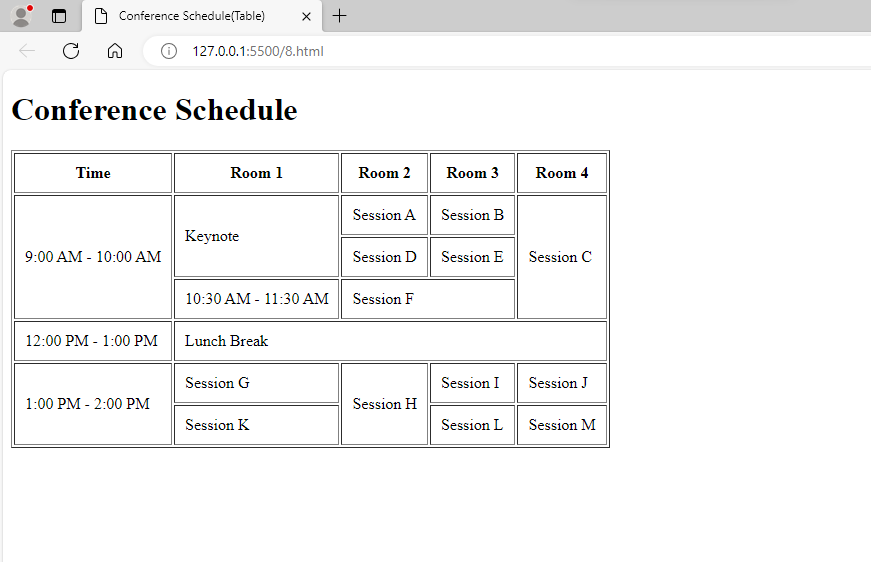 Conference Schedule(Table)
127.0.0.1:5500/8.html
Conference Schedule
Time Room 1 Room 2 Room 3 Room 4
9:00 AM - 10:00 AM Keynote Session A Session B Session C
Session D Session E
10:30 AM - 11:30 AM Session F
12:00 PM - 1:00 PM Lunch Break
1:00 PM - 2:00 PM Session G Session H Session I Session J
Session K Session L Session M